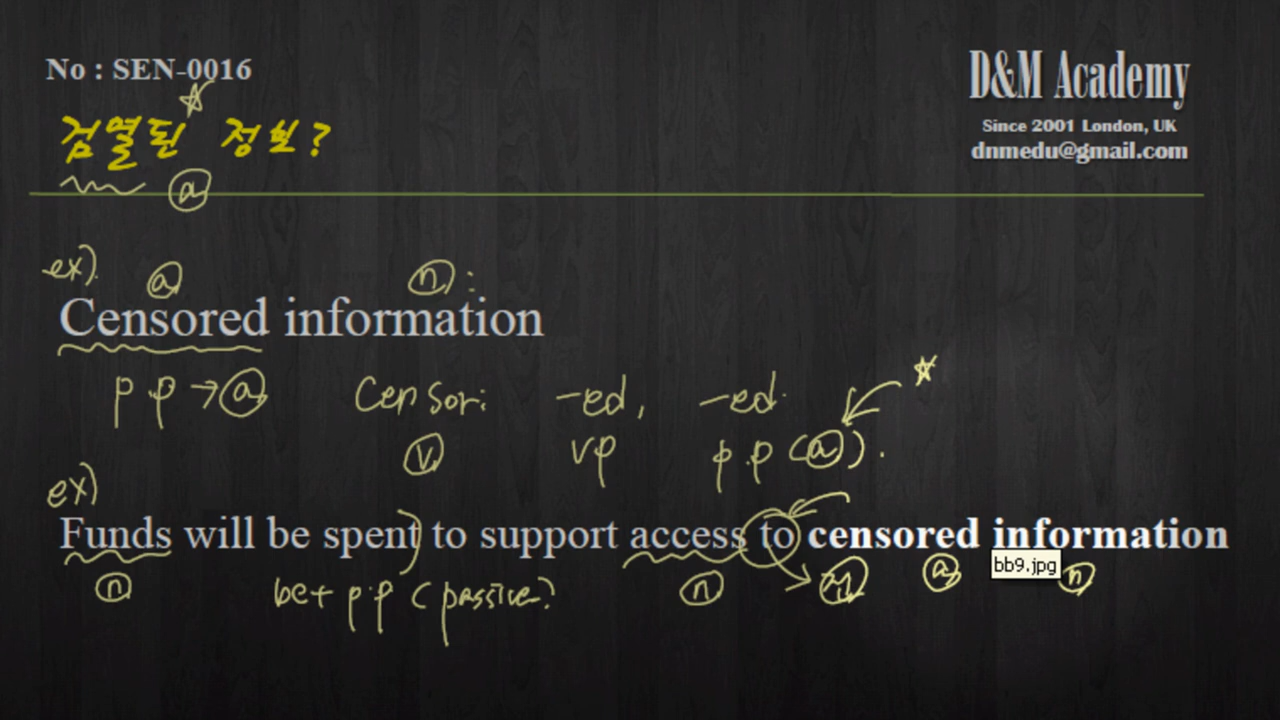 No : SEN-0016
D&M Academy
Since 2001 London, UK
dnmedu@gmail.com
검열된 정보?
a
ex).
a n :
Censored information
p.p → a censor: -ed, -ed.
v vp p.p (a).
ex)
Funds will be spent to support access to censored information
bb9.jpg
n be+ p.p (passive) n a n